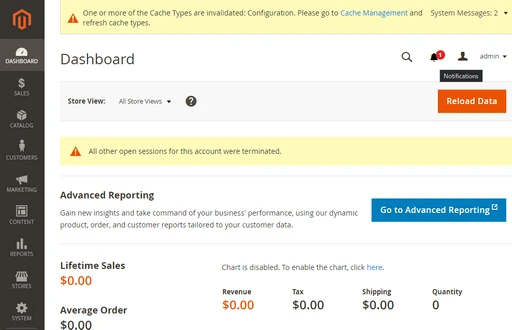 One or more of the Cache Types are invalidated: Configuration. Please go to Cache Management and
refresh cache types.
System Messages: 2
Dashboard
1
admin
Notifications
Store View: All Store Views ?
Reload Data
All other open sessions for this account were terminated.
Advanced Reporting
Gain new insights and take command of your business' performance, using our dynamic
product, order, and customer reports tailored to your customer data.
Go to Advanced Reporting
Lifetime Sales
$0.00
Chart is disabled. To enable the chart, click here.
Revenue Tax Shipping Quantity
$0.00 $0.00 $0.00 0
Average Order
$0.00
DASHBOARD
$
SALES
CATALOG
CUSTOMERS
MARKETING
CONTENT
REPORTS
STORES
SYSTEM